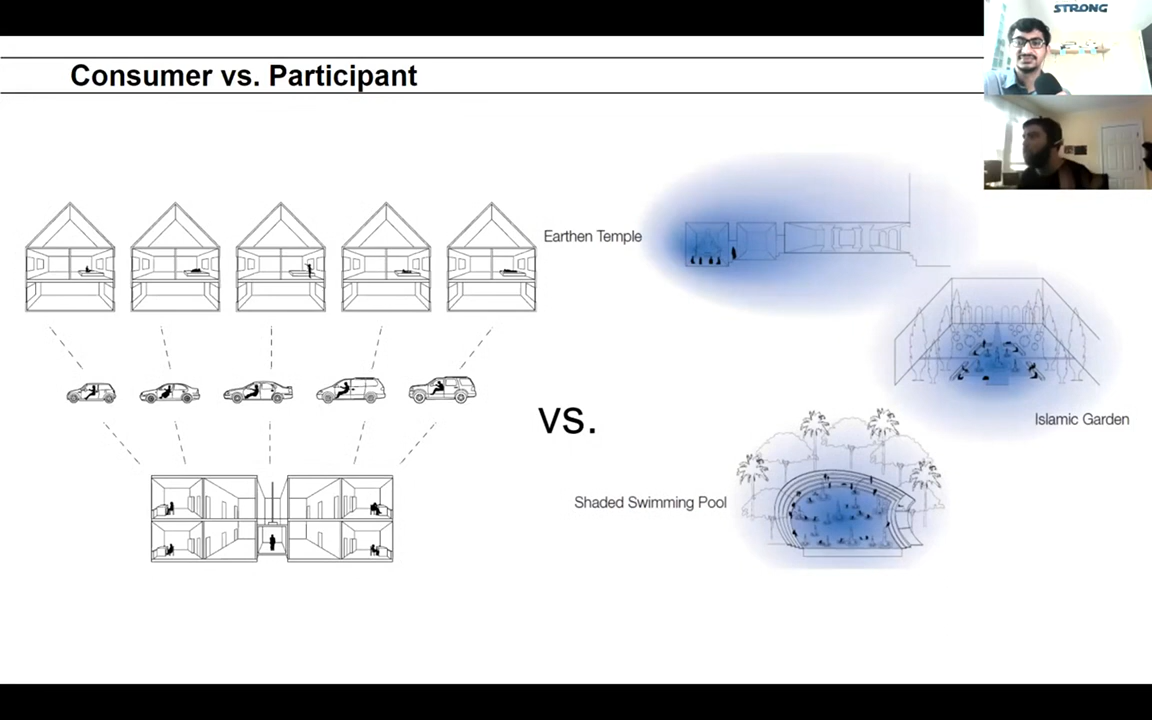 STRONG
Consumer vs. Participant
Earthen Temple
Islamic Garden
vs.
Shaded Swimming Pool